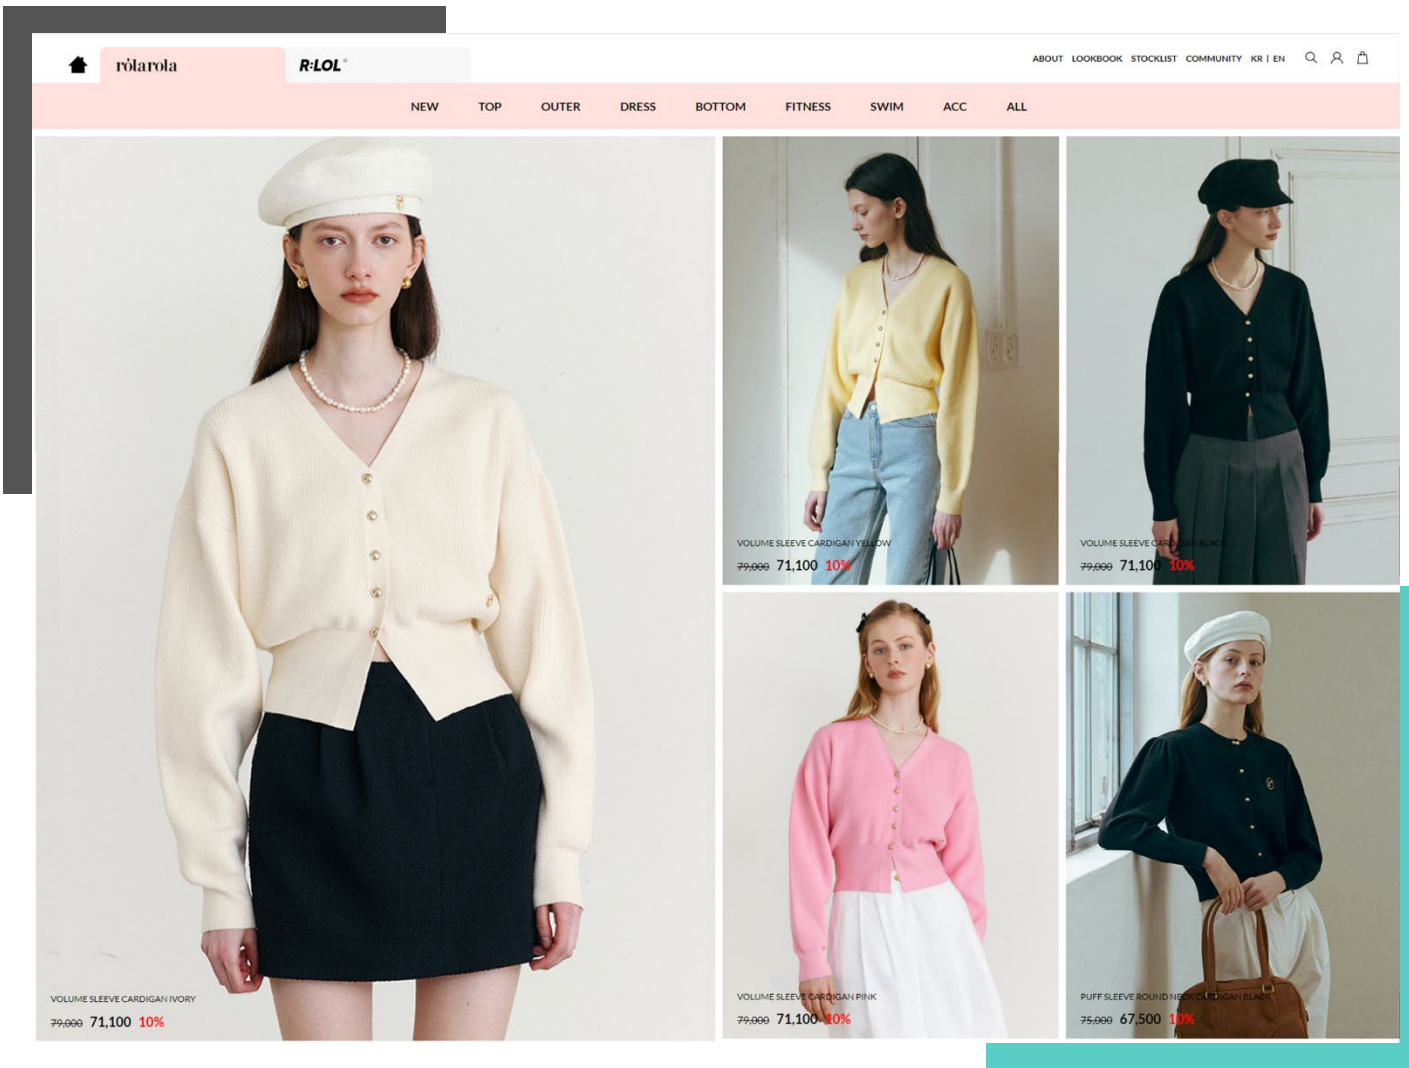 rolarola
R:LOL
ABOUT LOOKBOOK STOCKLIST COMMUNITY KR | EN
NEW TOP OUTER DRESS BOTTOM FITNESS SWIM ACC ALL
VOLUME SLEEVE CARDIGAN YELLOW
79,000 71,100 10%
VOLUME SLEEVE CARDIGAN BLACK
79,000 71,100 10%
VOLUME SLEEVE CARDIGAN IVORY
79,000 71,100 10%
VOLUME SLEEVE CARDIGAN PINK
79,000 71,100 10%
PUFF SLEEVE ROUND NECK CARDIGAN BLACK
75,000 67,500 10%